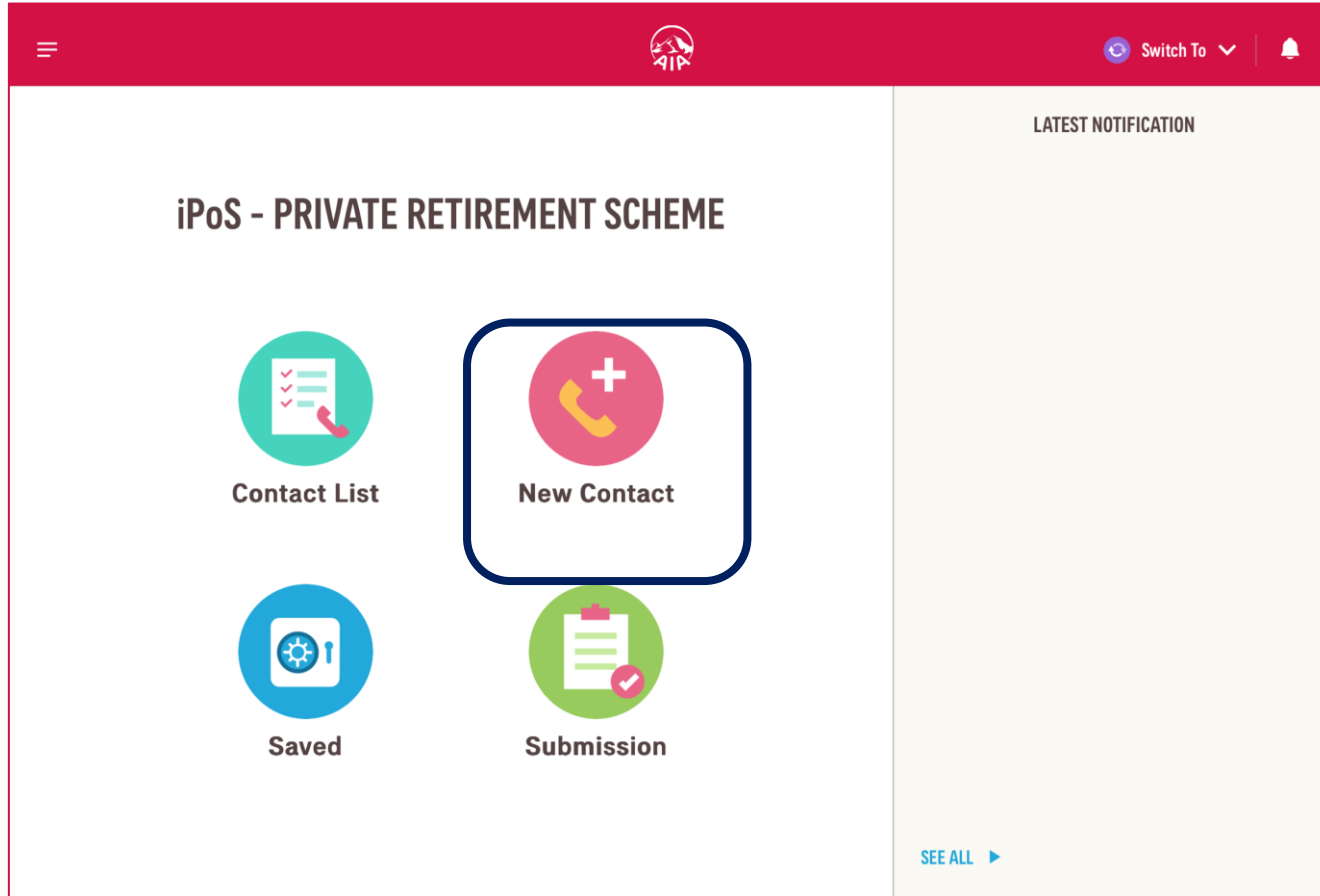 AIA
Switch To
LATEST NOTIFICATION
iPoS - PRIVATE RETIREMENT SCHEME
Contact List
New Contact
Saved
Submission
SEE ALL